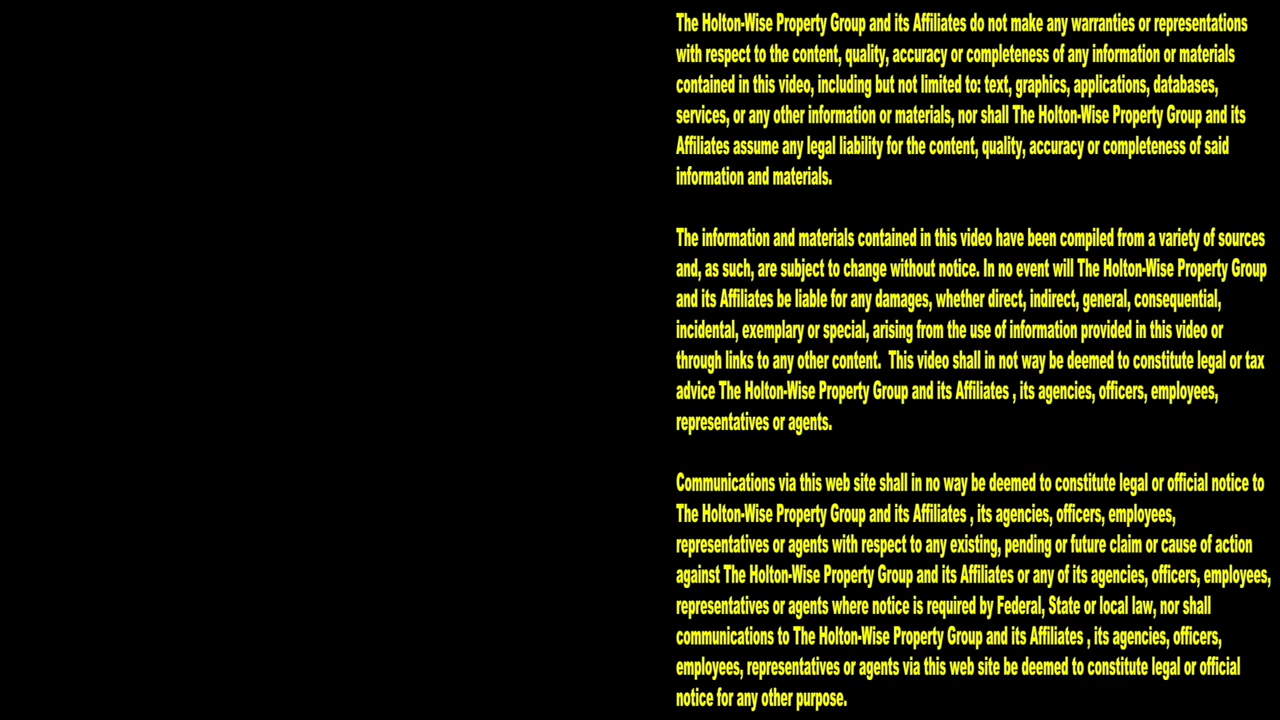 The Holton-Wise Property Group and its Affiliates do not make any warranties or representations
with respect to the content, quality, accuracy or completeness of any information or materials
contained in this video, including but not limited to: text, graphics, applications, databases,
services, or any other information or materials, nor shall The Holton-Wise Property Group and its
Affiliates assume any legal liability for the content, quality, accuracy or completeness of said
information and materials.
The information and materials contained in this video have been compiled from a variety of sources
and, as such, are subject to change without notice. In no event will The Holton-Wise Property Group
and its Affiliates be liable for any damages, whether direct, indirect, general, consequential,
incidental, exemplary or special, arising from the use of information provided in this video or
through links to any other content.  This video shall in not way be deemed to constitute legal or tax
advice The Holton-Wise Property Group and its Affiliates , its agencies, officers, employees,
representatives or agents.
Communications via this web site shall in no way be deemed to constitute legal or official notice to
The Holton-Wise Property Group and its Affiliates , its agencies, officers, employees,
representatives or agents with respect to any existing, pending or future claim or cause of action
against The Holton-Wise Property Group and its Affiliates or any of its agencies, officers, employees,
representatives or agents where notice is required by Federal, State or local law, nor shall
communications to The Holton-Wise Property Group and its Affiliates , its agencies, officers,
employees, representatives or agents via this web site be deemed to constitute legal or official
notice for any other purpose.